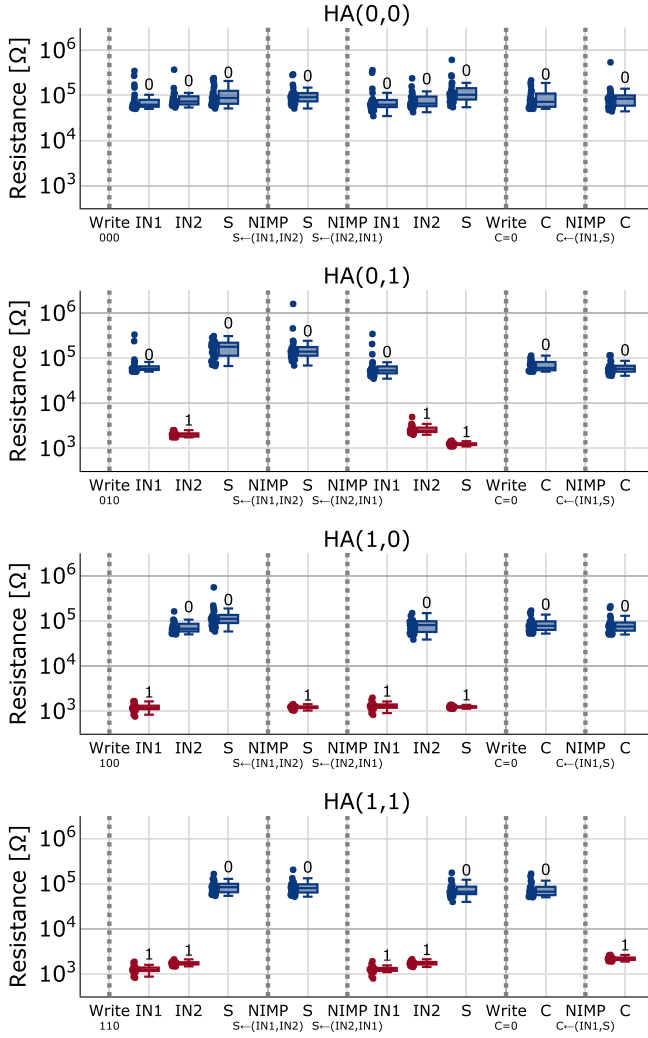 HA(0,0)
Resistance [Ω]
10⁶
10⁵
10⁴
10³
0 0 0 0 0 0 0 0 0
Write IN1 IN2 S NIMP S NIMP IN1 IN2 S Write C NIMP C
000 S←(IN1,IN2) S←(IN2,IN1) C=0 C←(IN1,S)
HA(0,1)
Resistance [Ω]
10⁶
10⁵
10⁴
10³
0 1 0 0 0 1 1 0 0
Write IN1 IN2 S NIMP S NIMP IN1 IN2 S Write C NIMP C
010 S←(IN1,IN2) S←(IN2,IN1) C=0 C←(IN1,S)
HA(1,0)
Resistance [Ω]
10⁶
10⁵
10⁴
10³
1 0 0 1 1 0 1 0 0
Write IN1 IN2 S NIMP S NIMP IN1 IN2 S Write C NIMP C
100 S←(IN1,IN2) S←(IN2,IN1) C=0 C←(IN1,S)
HA(1,1)
Resistance [Ω]
10⁶
10⁵
10⁴
10³
1 1 0 0 1 1 0 0 1
Write IN1 IN2 S NIMP S NIMP IN1 IN2 S Write C NIMP C
110 S←(IN1,IN2) S←(IN2,IN1) C=0 C←(IN1,S)